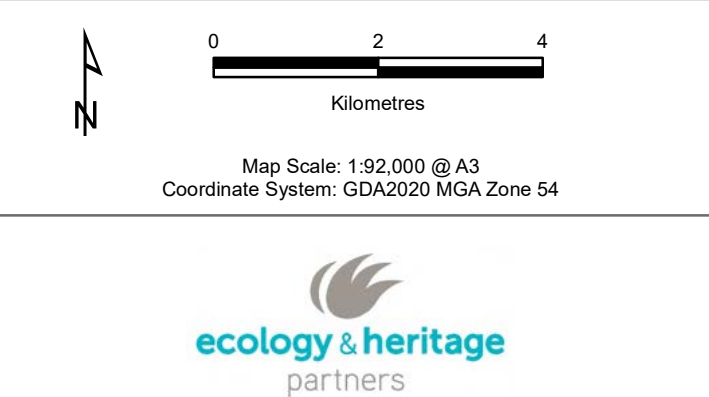 0 2 4
N
Kilometres
Map Scale: 1:92,000 @ A3
Coordinate System: GDA2020 MGA Zone 54
ecology & heritage
partners